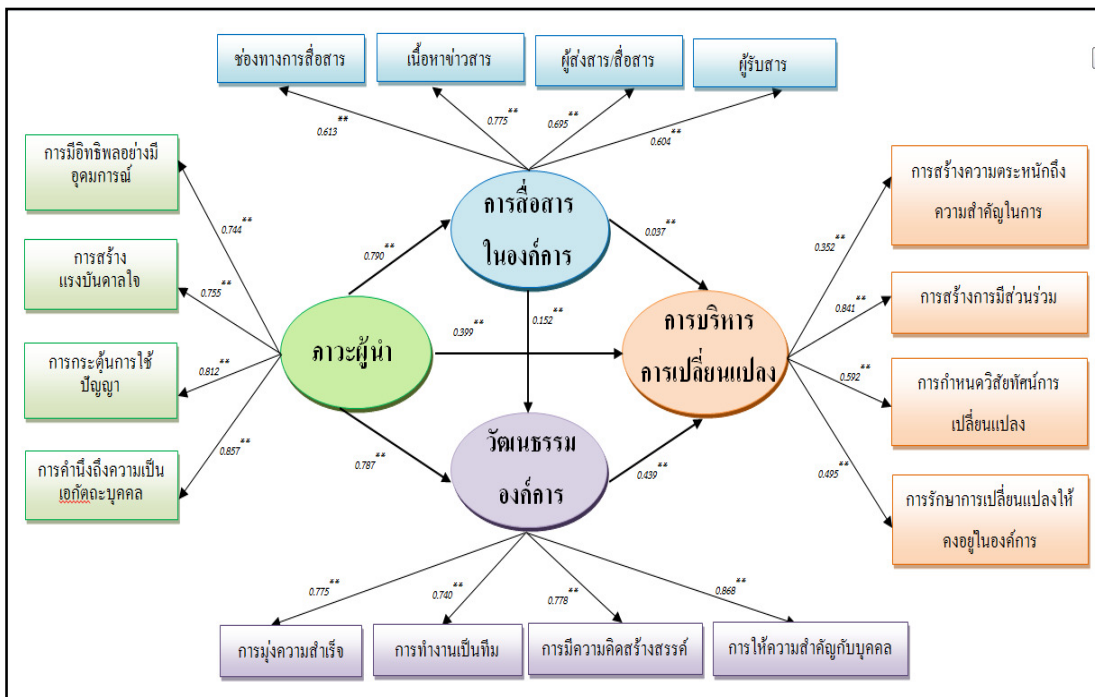 ช่องทางการสื่อสาร
เนื้อหาข่าวสาร
ผู้ส่งสาร/สื่อสาร
ผู้รับสาร
0.613**
0.775**
0.695**
0.604**
การมีอิทธิพลอย่างมี
อุดมการณ์
การสร้าง
แรงบันดาลใจ
การกระตุ้นการใช้
ปัญญา
การคำนึงถึงความเป็น
เอกัตถะบุคคล
0.744**
0.755**
0.812**
0.857**
ภาวะผู้นำ
การสื่อสาร
ในองค์การ
การบริหาร
การเปลี่ยนแปลง
วัฒนธรรม
องค์การ
0.790**
0.037**
0.399**
0.152**
0.787**
0.439**
0.352**
0.841**
0.592**
0.495**
การสร้างความตระหนักถึง
ความสำคัญในการ
การสร้างการมีส่วนร่วม
การกำหนดวิสัยทัศน์การ
เปลี่ยนแปลง
การรักษาการเปลี่ยนแปลงให้
คงอยู่ในองค์การ
0.775**
0.740**
0.778**
0.868**
การมุ่งความสำเร็จ
การทำงานเป็นทีม
การมีความคิดสร้างสรรค์
การให้ความสำคัญกับบุคคล